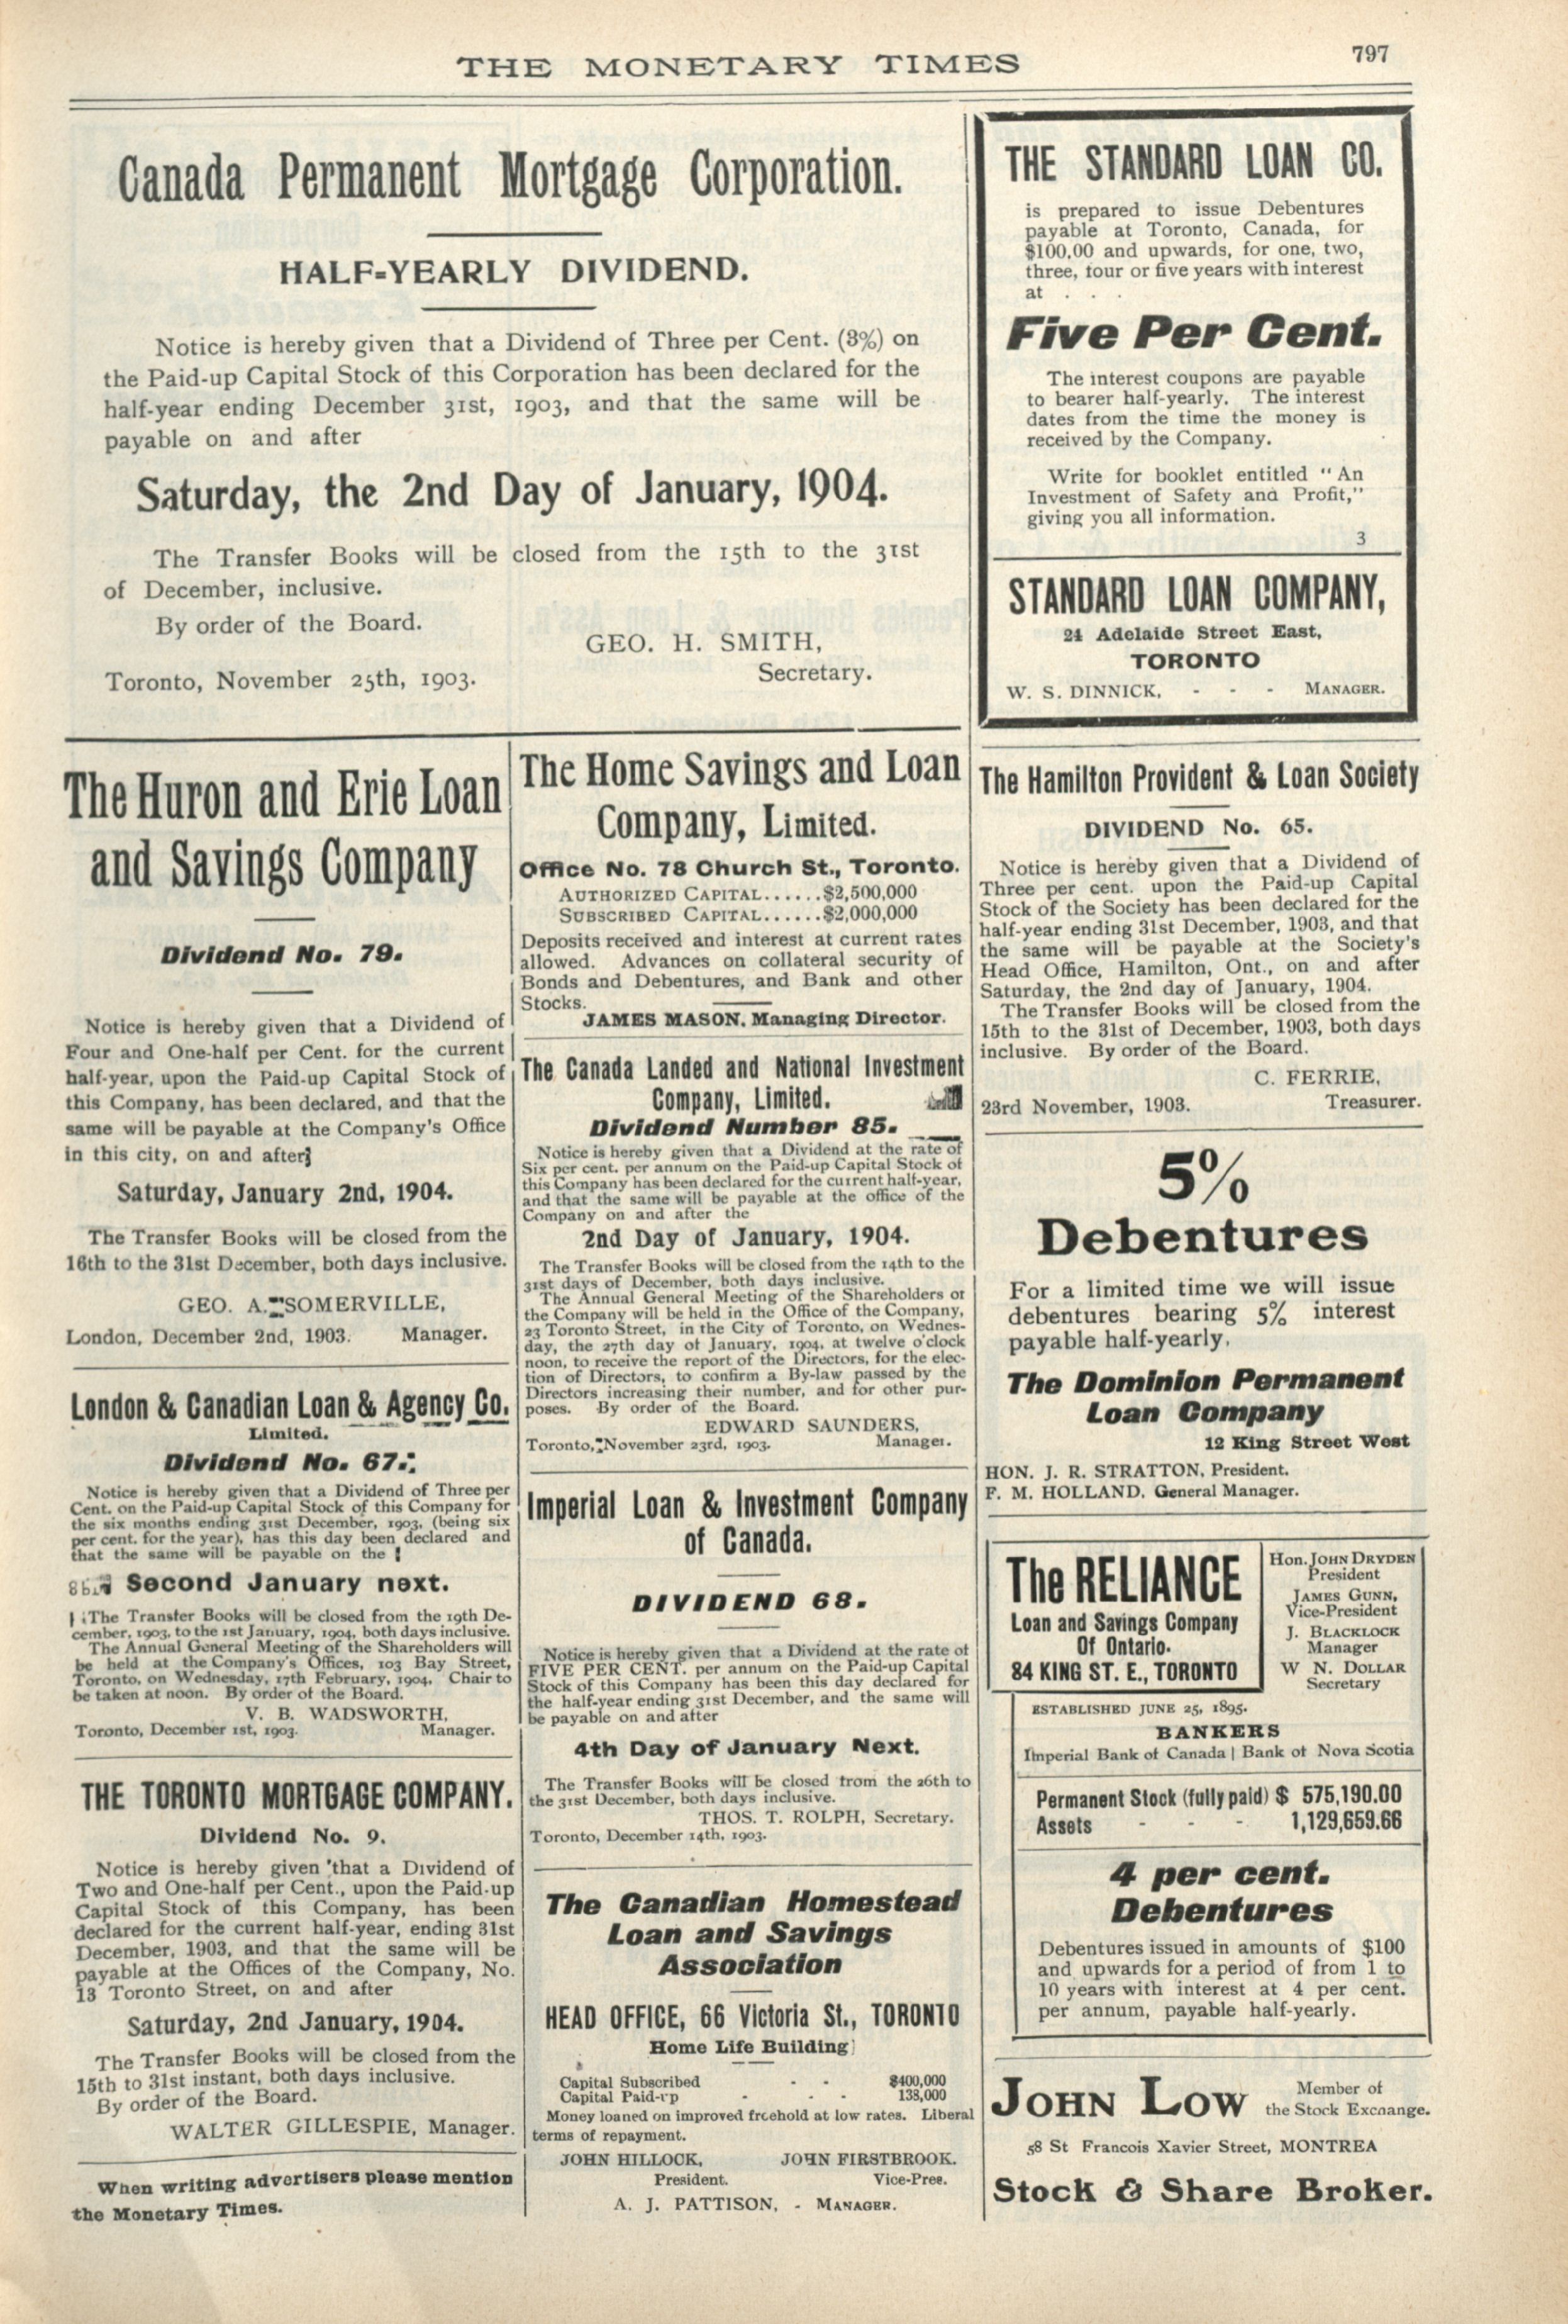 THE MONETARY TIMES
797
Canada Permanent Mortgage Corporation.
HALF-YEARLY DIVIDEND.
Notice is hereby given that a Dividend of Three per Cent. (3%) on
the Paid-up Capital Stock of this Corporation has been declared for the
half-year ending December 31st, 1903, and that the same will be
payable on and after
Saturday, the 2nd Day of January, 1904.
The Transfer Books will be closed from the 15th to the 31st
of December, inclusive.
By order of the Board.
GEO. H. SMITH,
Secretary.
Toronto, November 25th, 1903.
The Huron and Erie Loan
and Savings Company
Dividend No. 79.
Notice is hereby given that a Dividend of
Four and One-half per Cent. for the current
half-year, upon the Paid-up Capital Stock of
this Company, has been declared, and that the
same will be payable at the Company's Office
in this city, on and after
Saturday, January 2nd, 1904.
The Transfer Books will be closed from the
16th to the 31st December, both days inclusive.
GEO. A. SOMERVILLE,
London, December 2nd, 1903. Manager.
London & Canadian Loan & Agency Co.
Limited.
Dividend No. 67.
Notice is hereby given that a Dividend of Three per
Cent. on the Paid-up Capital Stock of this Company for
the six months ending 31st December, 1903, (being six
per cent. for the year), has this day been declared and
that the same will be payable on the
Second January next.
The Transfer Books will be closed from the 19th De-
cember, 1903, to the 1st January, 1904, both days inclusive.
The Annual General Meeting of the Shareholders will
be held at the Company's Offices, 103 Bay Street,
Toronto, on Wednesday, 17th February, 1904. Chair to
be taken at noon. By order of the Board.
V. B. WADSWORTH,
Toronto, December 1st, 1903. Manager.
THE TORONTO MORTGAGE COMPANY.
Dividend No. 9.
Notice is hereby given that a Dividend of
Two and One-half per Cent., upon the Paid-up
Capital Stock of this Company, has been
declared for the current half-year, ending 31st
December, 1903, and that the same will be
payable at the Offices of the Company, No.
13 Toronto Street, on and after
Saturday, 2nd January, 1904.
The Transfer Books will be closed from the
15th to 31st instant, both days inclusive.
By order of the Board.
WALTER GILLESPIE, Manager.
When writing advertisers please mention
the Monetary Times.
The Home Savings and Loan
Company, Limited.
Office No. 78 Church St., Toronto.
AUTHORIZED CAPITAL......$2,500,000
SUBSCRIBED CAPITAL......$2,000,000
Deposits received and interest at current rates
allowed. Advances on collateral security of
Bonds and Debentures, and Bank and other
Stocks.
JAMES MASON, Managing Director.
The Canada Landed and National Investment
Company, Limited.
Dividend Number 85.
Notice is hereby given that a Dividend at the rate of
Six per cent. per annum on the Paid-up Capital Stock of
this Company has been declared for the current half-year,
and that the same will be payable at the office of the
Company on and after the
2nd Day of January, 1904.
The Transfer Books will be closed from the 14th to the
31st days of December, both days inclusive.
The Annual General Meeting of the Shareholders of
the Company will be held in the Office of the Company,
23 Toronto Street, in the City of Toronto, on Wednes-
day, the 27th day of January, 1904, at twelve o'clock
noon, to receive the report of the Directors, for the elec-
tion of Directors, to confirm a By-law passed by the
Directors increasing their number, and for other pur-
poses. By order of the Board.
EDWARD SAUNDERS,
Toronto, November 23rd, 1903. Manager.
Imperial Loan & Investment Company
of Canada.
DIVIDEND 68.
Notice is hereby given that a Dividend at the rate of
FIVE PER CENT. per annum on the Paid-up Capital
Stock of this Company has been this day declared for
the half-year ending 31st December, and the same will
be payable on and after
4th Day of January Next.
The Transfer Books will be closed from the 26th to
the 31st December, both days inclusive.
THOS. T. ROLPH, Secretary.
Toronto, December 14th, 1903.
The Canadian Homestead
Loan and Savings
Association
HEAD OFFICE, 66 Victoria St., TORONTO
Home Life Building
Capital Subscribed - - $400,000
Capital Paid-up - - - 138,000
Money loaned on improved freehold at low rates. Liberal
terms of repayment.
JOHN HILLOCK, JOHN FIRSTBROOK.
President. Vice-Pres.
A. J. PATTISON, - MANAGER.
THE STANDARD LOAN CO.
is prepared to issue Debentures
payable at Toronto, Canada, for
$100.00 and upwards, for one, two,
three, four or five years with interest
at . . .
Five Per Cent.
The interest coupons are payable
to bearer half-yearly. The interest
dates from the time the money is
received by the Company.
Write for booklet entitled "An
Investment of Safety and Profit,"
giving you all information.
3
STANDARD LOAN COMPANY,
24 Adelaide Street East,
TORONTO
W. S. DINNICK, - - - MANAGER.
The Hamilton Provident & Loan Society
DIVIDEND No. 65.
Notice is hereby given that a Dividend of
Three per cent. upon the Paid-up Capital
Stock of the Society has been declared for the
half-year ending 31st December, 1903, and that
the same will be payable at the Society's
Head Office, Hamilton, Ont., on and after
Saturday, the 2nd day of January, 1904.
The Transfer Books will be closed from the
15th to the 31st of December, 1903, both days
inclusive. By order of the Board.
C. FERRIE,
23rd November, 1903. Treasurer.
5%
Debentures
For a limited time we will issue
debentures bearing 5% interest
payable half-yearly.
The Dominion Permanent
Loan Company
12 King Street West
HON. J. R. STRATTON, President.
F. M. HOLLAND, General Manager.
The RELIANCE
Loan and Savings Company
Of Ontario.
84 KING ST. E., TORONTO
Hon. JOHN DRYDEN
President
JAMES GUNN,
Vice-President
J. BLACKLOCK
Manager
W N. DOLLAR
Secretary
ESTABLISHED JUNE 25, 1895.
BANKERS
Imperial Bank of Canada | Bank of Nova Scotia
Permanent Stock (fully paid) $ 575,190.00
Assets - - - 1,129,659.66
4 per cent.
Debentures
Debentures issued in amounts of $100
and upwards for a period of from 1 to
10 years with interest at 4 per cent.
per annum, payable half-yearly.
JOHN LOW
Member of
the Stock Exchange.
58 St Francois Xavier Street, MONTREA
Stock & Share Broker.